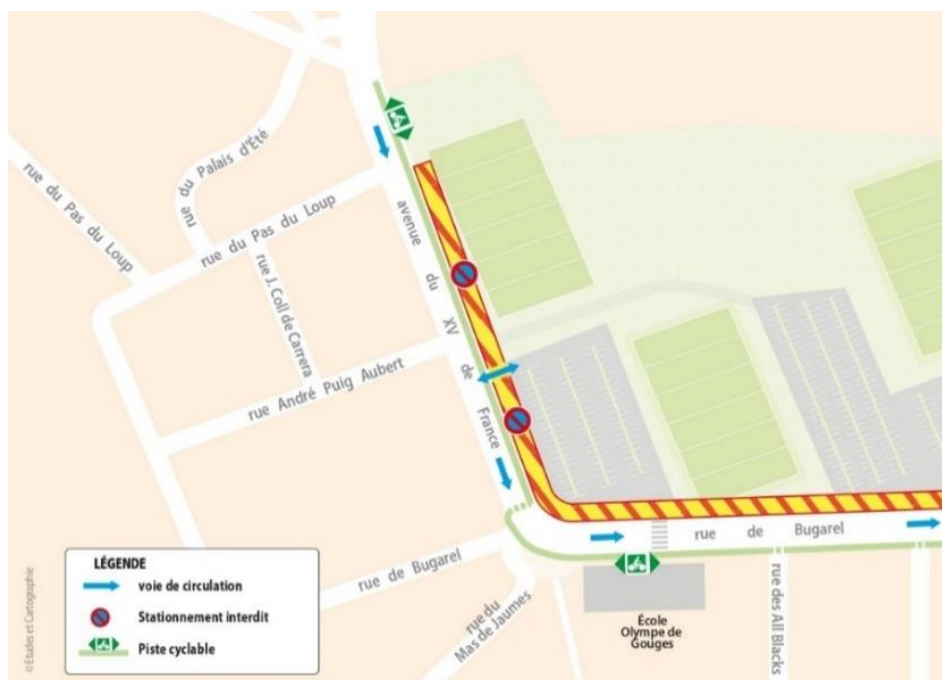 rue du Palais d'Été
rue du Pas du Loup
rue du Pas du Loup
rue J. Coll de Carrera
avenue du XV de France
rue André Puig Aubert
rue de Bugarel
rue de Bugarel
rue du
Mas de Jaumes
École
Olympe de
Gouges
rue des All Blacks
LÉGENDE
voie de circulation
Stationnement interdit
Piste cyclable
© Etudes et Cartographie